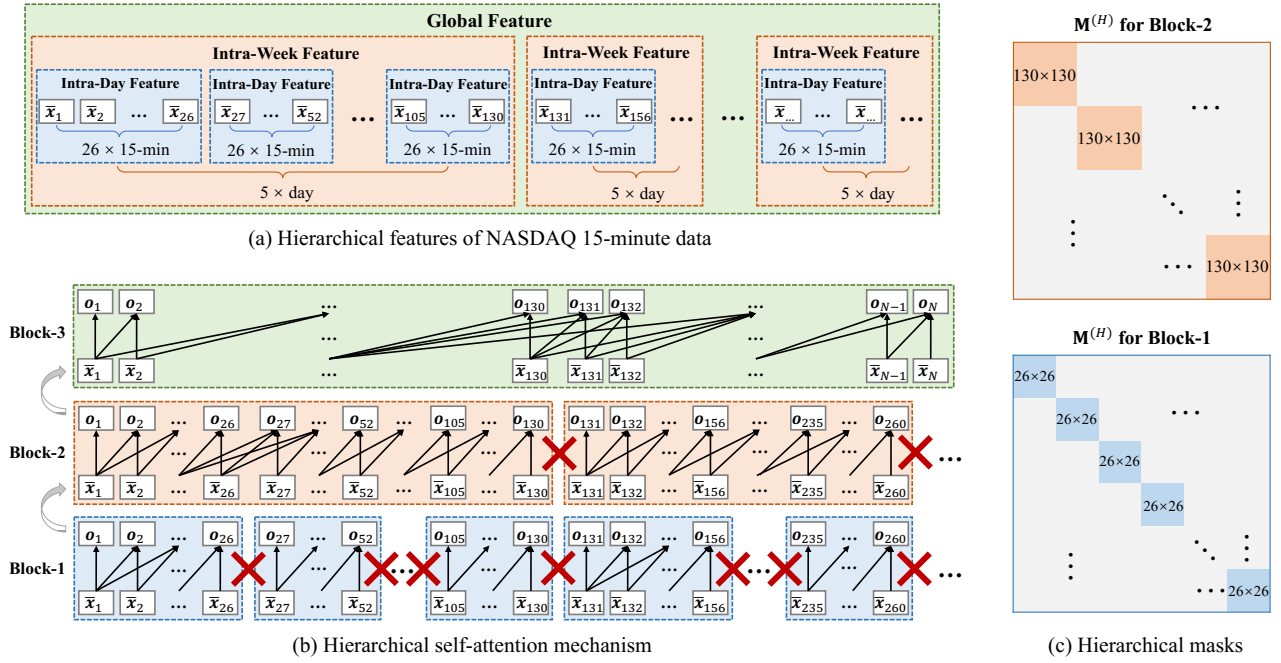 Global Feature
Intra-Week Feature Intra-Week Feature Intra-Week Feature
Intra-Day Feature Intra-Day Feature Intra-Day Feature Intra-Day Feature Intra-Day Feature
x̄₁ x̄₂ ... x̄₂₆ x̄₂₇ ... x̄₅₂ ... x̄₁₀₅ ... x̄₁₃₀ x̄₁₃₁ ... x̄₁₅₆ ... ... x̄... ... x̄... ...
26 × 15-min 26 × 15-min 26 × 15-min 26 × 15-min 26 × 15-min
5 × day 5 × day 5 × day
(a) Hierarchical features of NASDAQ 15-minute data
Block-3
o₁ o₂ ... o₁₃₀ o₁₃₁ o₁₃₂ ... o_{N−1} o_N
... ...
x̄₁ x̄₂ ... x̄₁₃₀ x̄₁₃₁ x̄₁₃₂ ... x̄_{N−1} x̄_N
Block-2
o₁ o₂ ... o₂₆ o₂₇ ... o₅₂ ... o₁₀₅ ... o₁₃₀ o₁₃₁ o₁₃₂ ... o₁₅₆ ... o₂₃₅ ... o₂₆₀
...
x̄₁ x̄₂ ... x̄₂₆ x̄₂₇ ... x̄₅₂ ... x̄₁₀₅ ... x̄₁₃₀ x̄₁₃₁ x̄₁₃₂ ... x̄₁₅₆ ... x̄₂₃₅ ... x̄₂₆₀
Block-1
o₁ o₂ ... o₂₆ o₂₇ ... o₅₂ o₁₀₅ ... o₁₃₀ o₁₃₁ o₁₃₂ ... o₁₅₆ o₂₃₅ ... o₂₆₀
... ... ...
x̄₁ x̄₂ ... x̄₂₆ x̄₂₇ ... x̄₅₂ x̄₁₀₅ ... x̄₁₃₀ x̄₁₃₁ x̄₁₃₂ ... x̄₁₅₆ x̄₂₃₅ ... x̄₂₆₀
(b) Hierarchical self-attention mechanism
M⁽ᴴ⁾ for Block-2
130×130
...
130×130
...
... 130×130
M⁽ᴴ⁾ for Block-1
26×26
26×26 ...
26×26
26×26
...
... 26×26
(c) Hierarchical masks